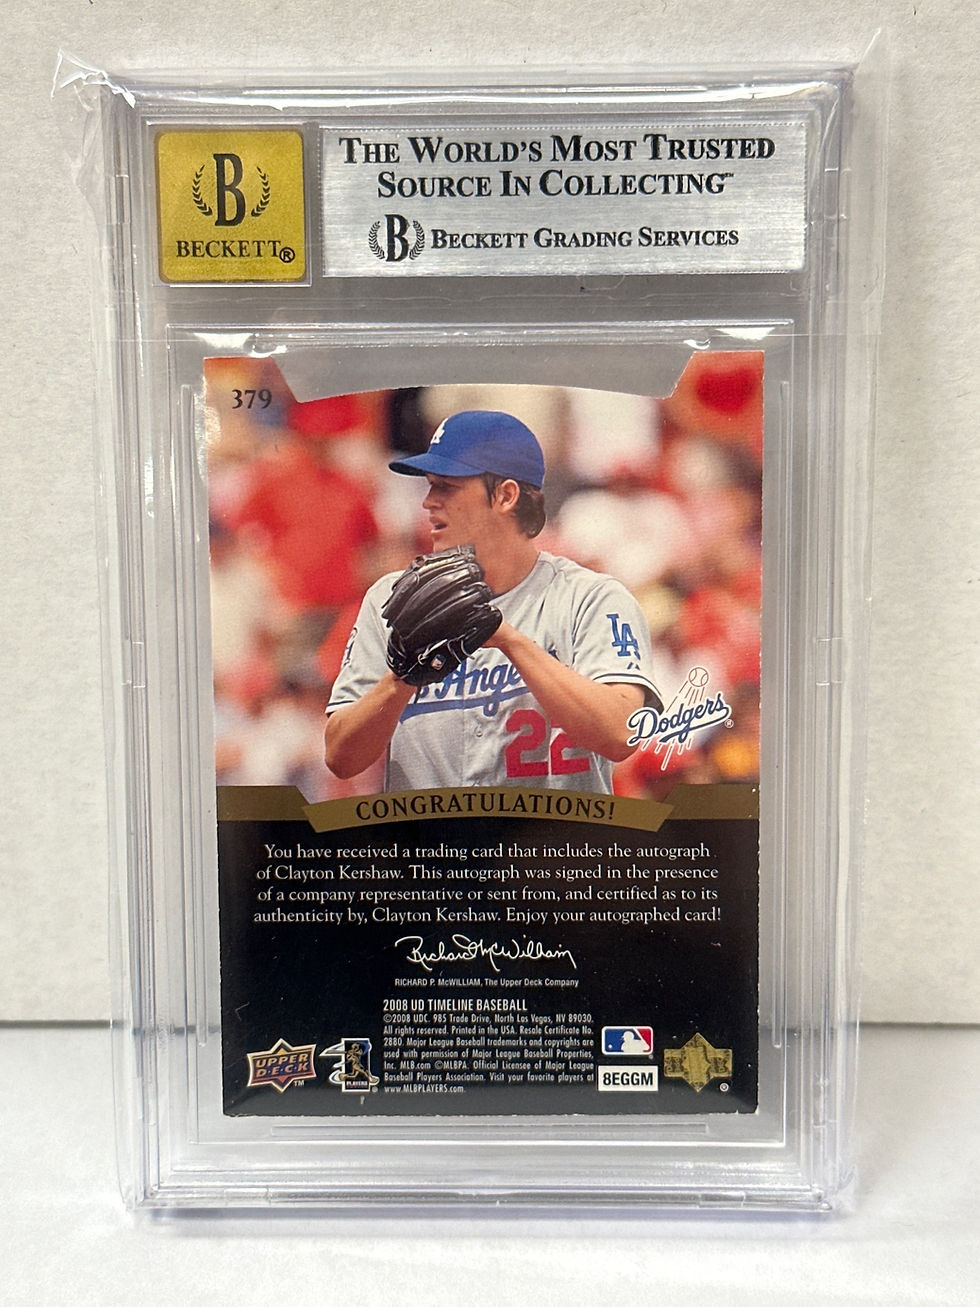 B
BECKETT®
THE WORLD'S MOST TRUSTED
SOURCE IN COLLECTING™
B BECKETT GRADING SERVICES
379
LA
LA
Ange
22
Dodgers®
CONGRATULATIONS!
You have received a trading card that includes the autograph
of Clayton Kershaw. This autograph was signed in the presence
of a company representative or sent from, and certified as to its
authenticity by, Clayton Kershaw. Enjoy your autographed card!
Richard P. McWilliam
RICHARD P. McWILLIAM, The Upper Deck Company
2008 UD TIMELINE BASEBALL
©2008 UDC. 985 Trade Drive, North Las Vegas, NV 89030.
All rights reserved. Printed in the USA. Resale Certificate No.
2880. Major League Baseball trademarks and copyrights are
used with permission of Major League Baseball Properties,
Inc. MLB.com ©MLBPA. Official Licensee of Major League
Baseball Players Association. Visit your favorite players at
www.MLBPLAYERS.com.
UPPER
DECK™
PLAYERS
8EGGM
®